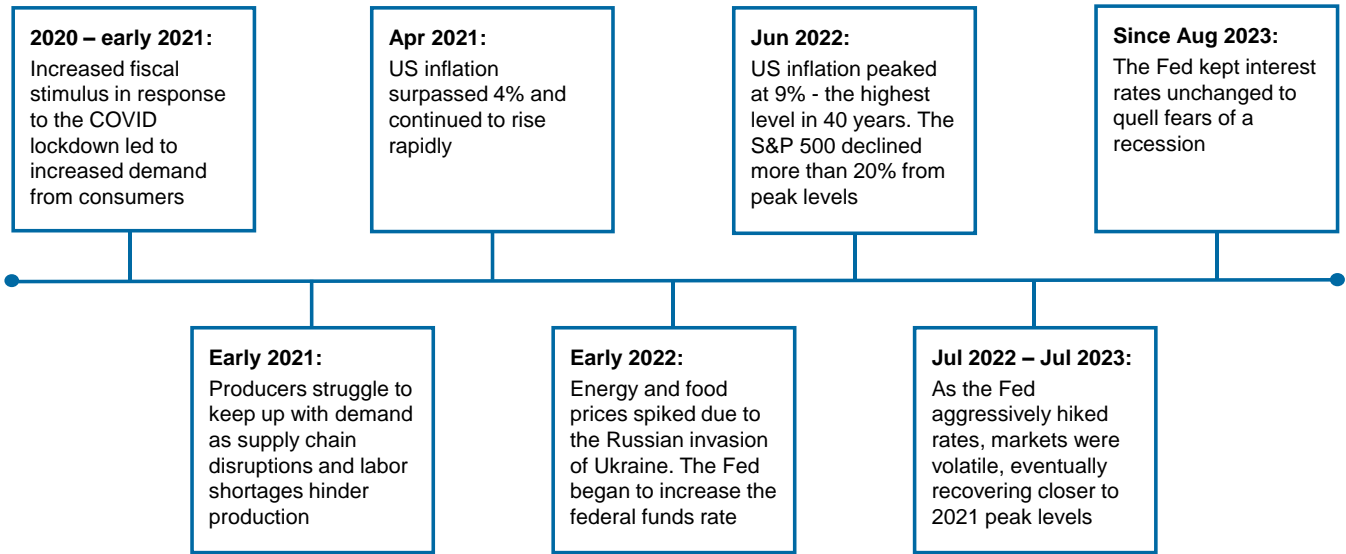 2020 – early 2021:
Increased fiscal
stimulus in response
to the COVID
lockdown led to
increased demand
from consumers
Early 2021:
Producers struggle to
keep up with demand
as supply chain
disruptions and labor
shortages hinder
production
Apr 2021:
US inflation
surpassed 4% and
continued to rise
rapidly
Early 2022:
Energy and food
prices spiked due to
the Russian invasion
of Ukraine. The Fed
began to increase the
federal funds rate
Jun 2022:
US inflation peaked
at 9% - the highest
level in 40 years. The
S&P 500 declined
more than 20% from
peak levels
Jul 2022 – Jul 2023:
As the Fed
aggressively hiked
rates, markets were
volatile, eventually
recovering closer to
2021 peak levels
Since Aug 2023:
The Fed kept interest
rates unchanged to
quell fears of a
recession